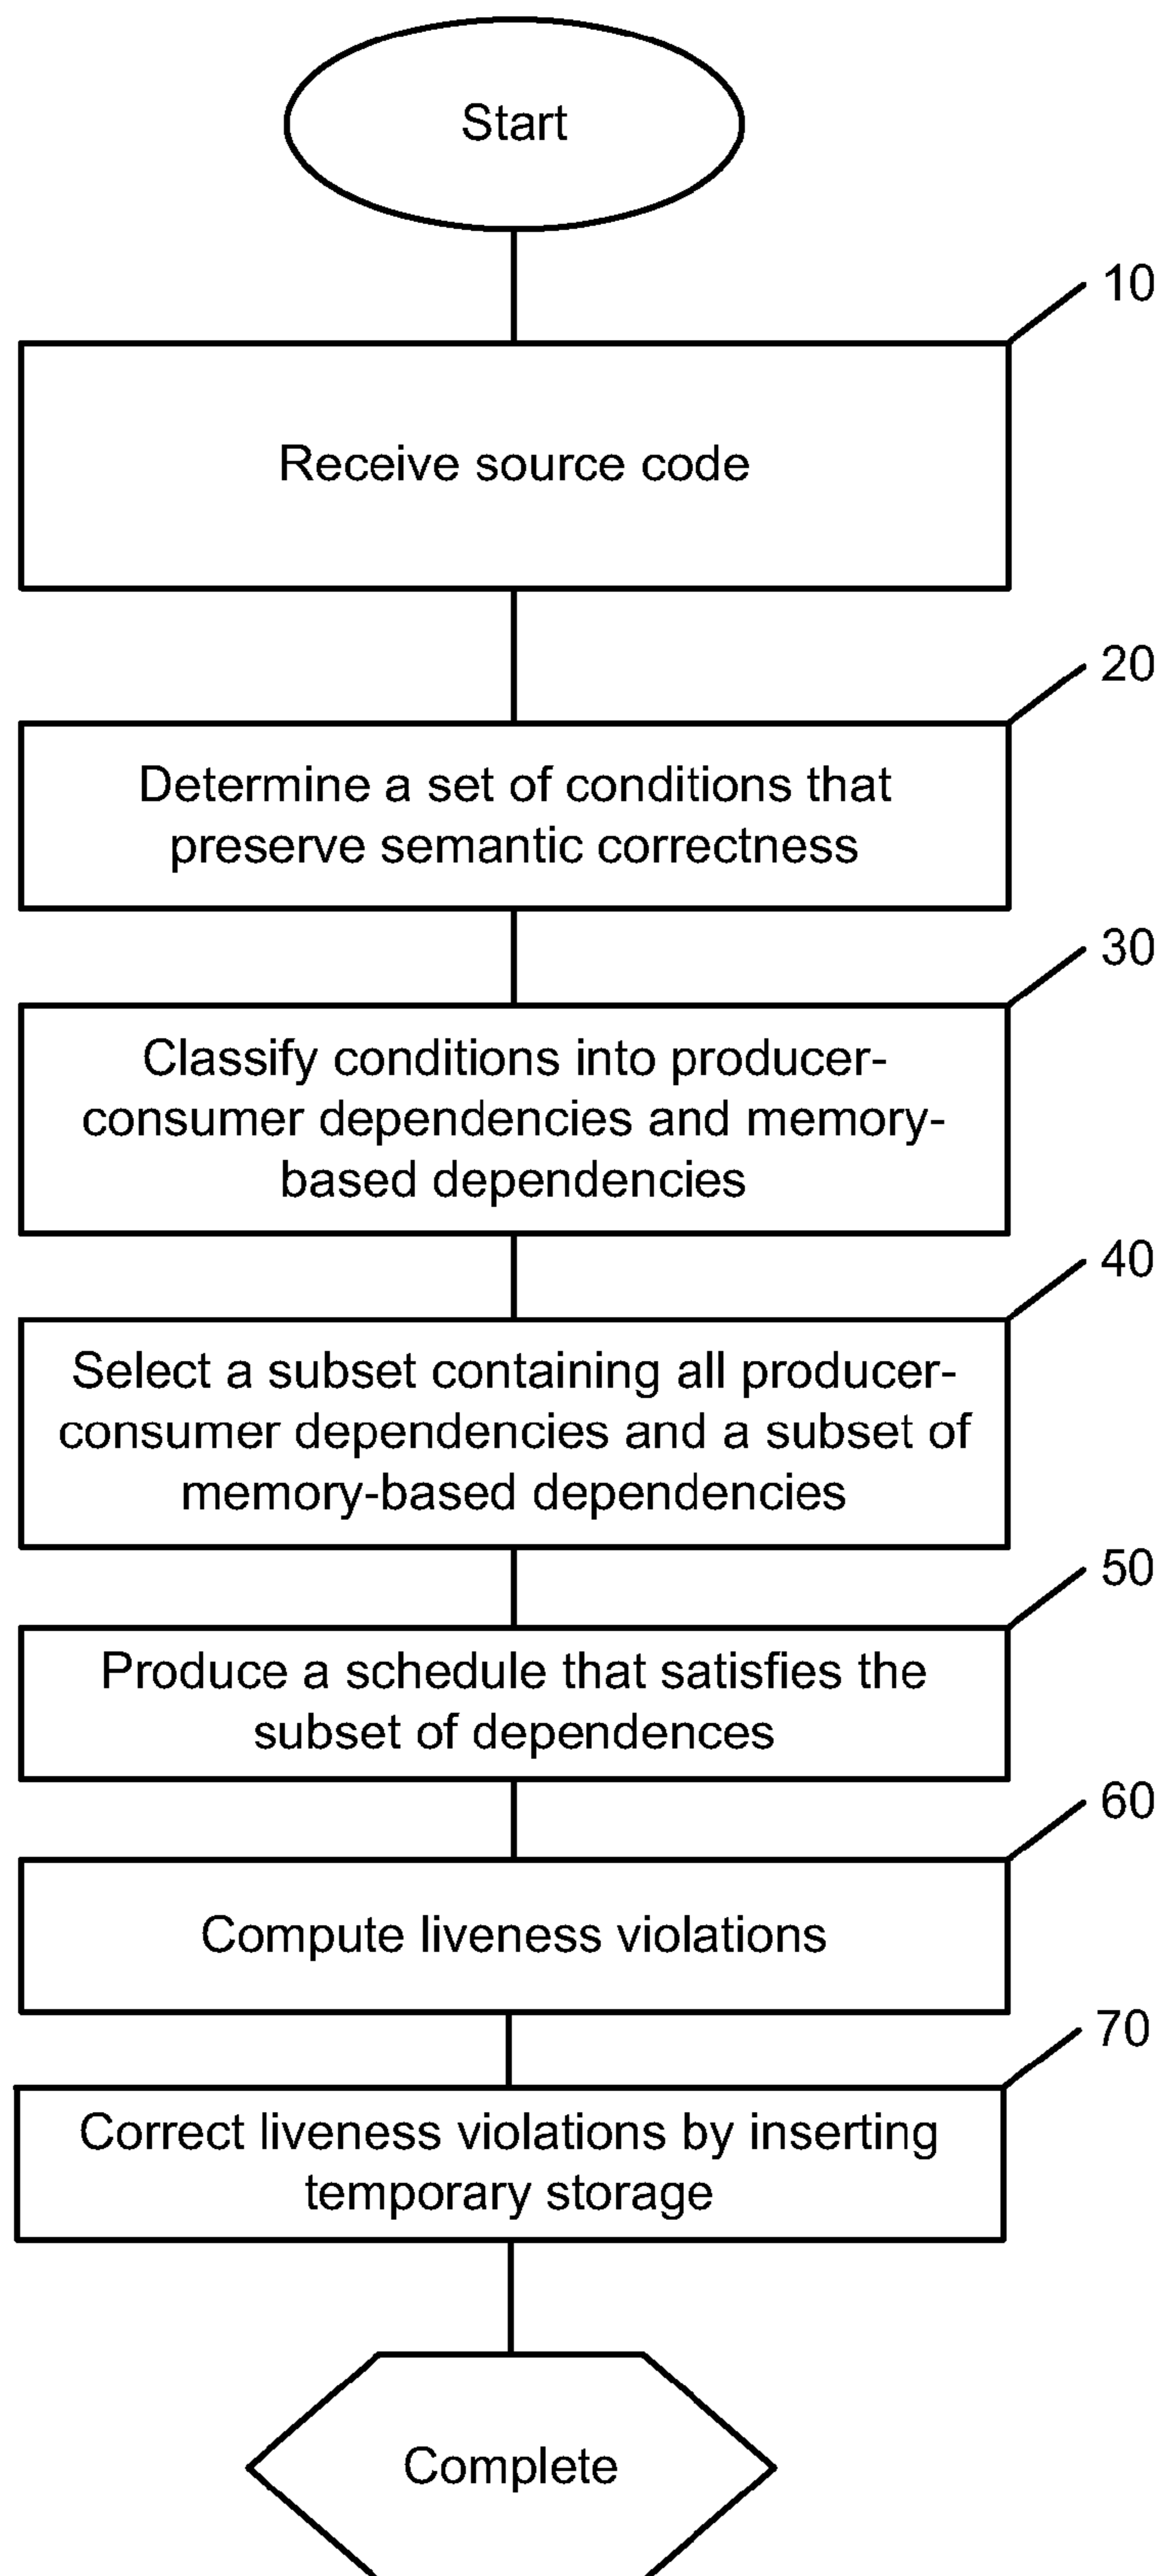 Start
10
Receive source code
20
Determine a set of conditions that
preserve semantic correctness
30
Classify conditions into producer-
consumer dependencies and memory-
based dependencies
40
Select a subset containing all producer-
consumer dependencies and a subset of
memory-based dependencies
50
Produce a schedule that satisfies the
subset of dependences
60
Compute liveness violations
70
Correct liveness violations by inserting
temporary storage
Complete